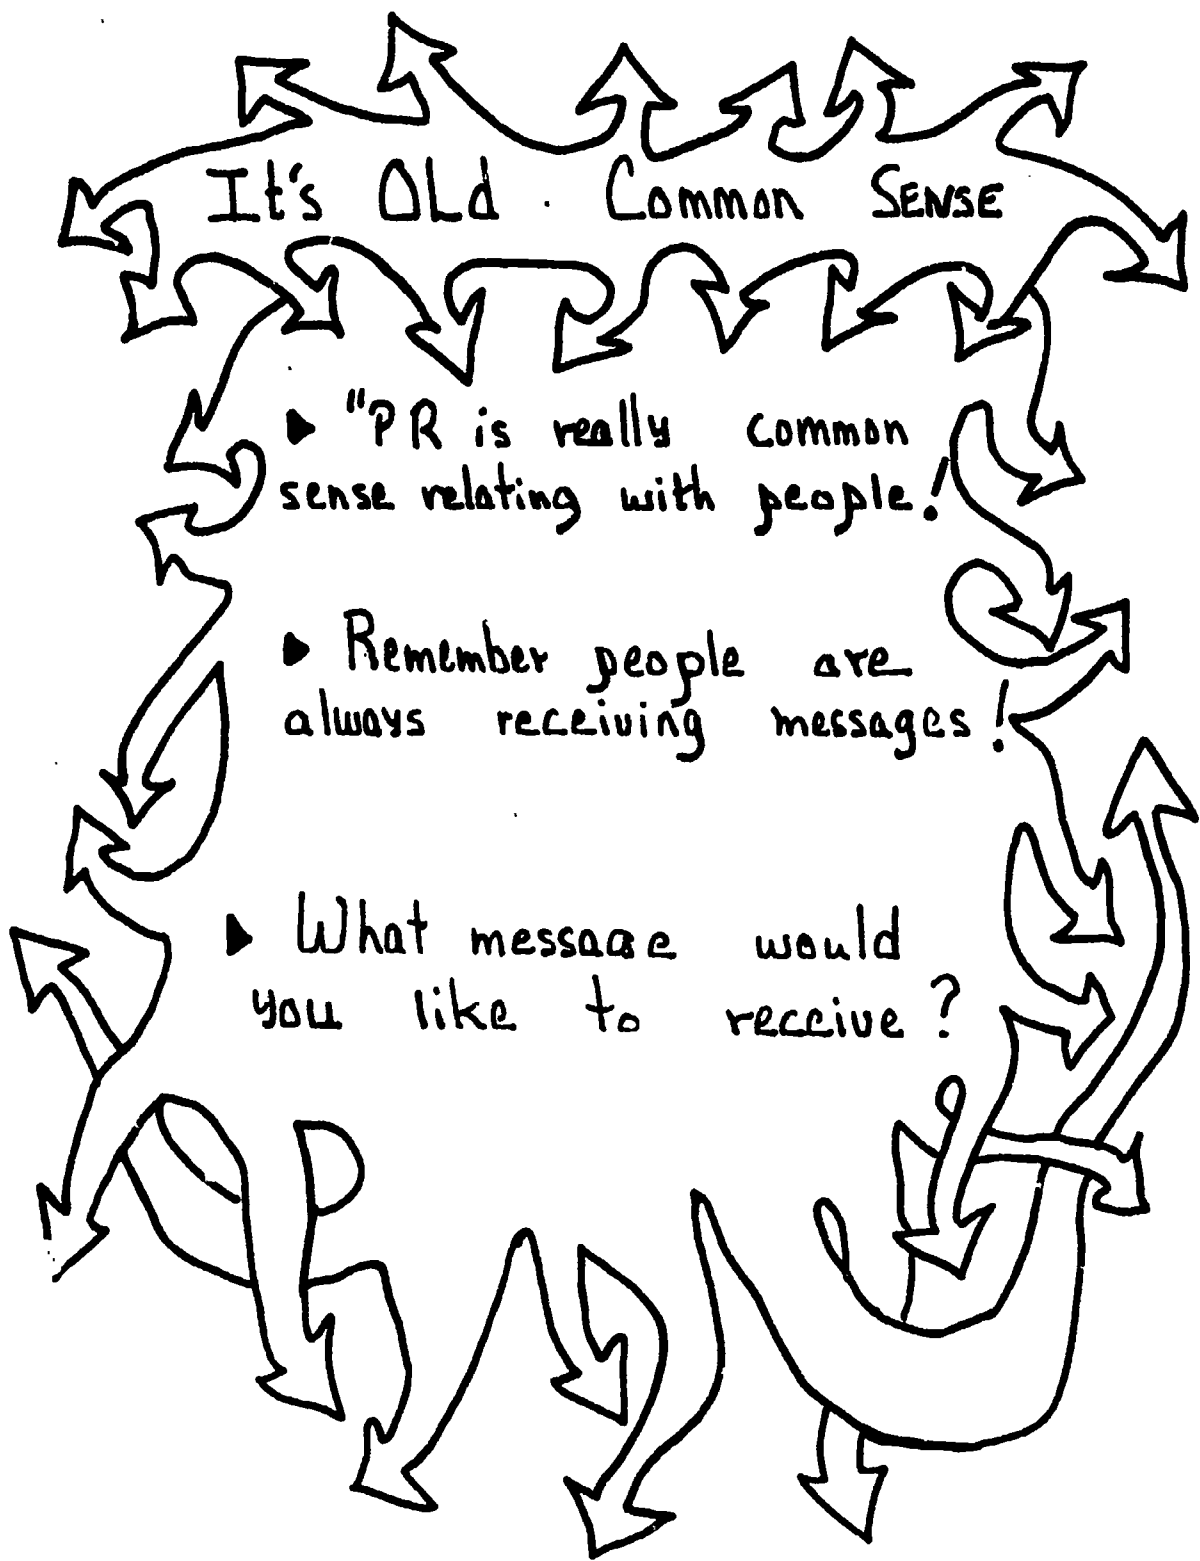 It's OLd Common SENSE
"PR is really common
sense relating with people!
Remember people are
always receiving messages!
What message would
you like to receive?